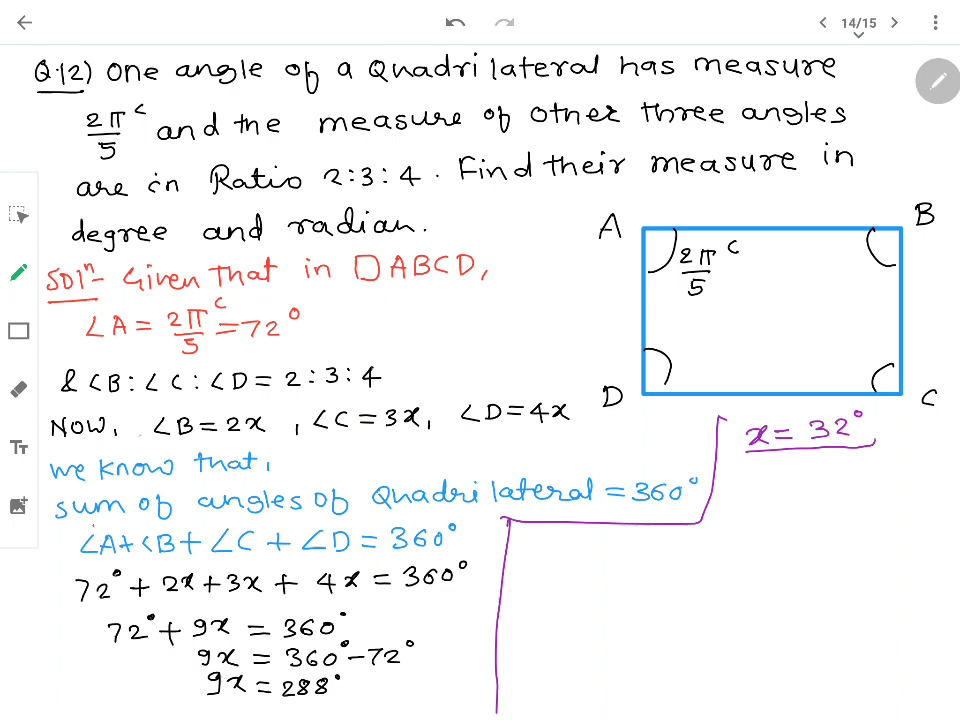 14/15
Q.12) One angle of a Quadrilateral has measure
2π/5 ᶜ and the measure of other three angles
are in Ratio 2:3:4. Find their measure in
degree and radian.
Solⁿ- Given that in □ABCD,
∠A = 2π/5 ᶜ = 72°
& ∠B : ∠C : ∠D = 2 : 3 : 4
Now, ∠B = 2x , ∠C = 3x, ∠D = 4x
we know that,
sum of angles of Quadrilateral = 360°
∠A + ∠B + ∠C + ∠D = 360°
72° + 2x + 3x + 4x = 360°
72° + 9x = 360°
9x = 360° - 72°
9x = 288°
A B
2π/5 ᶜ
D C
x = 32°
Tт